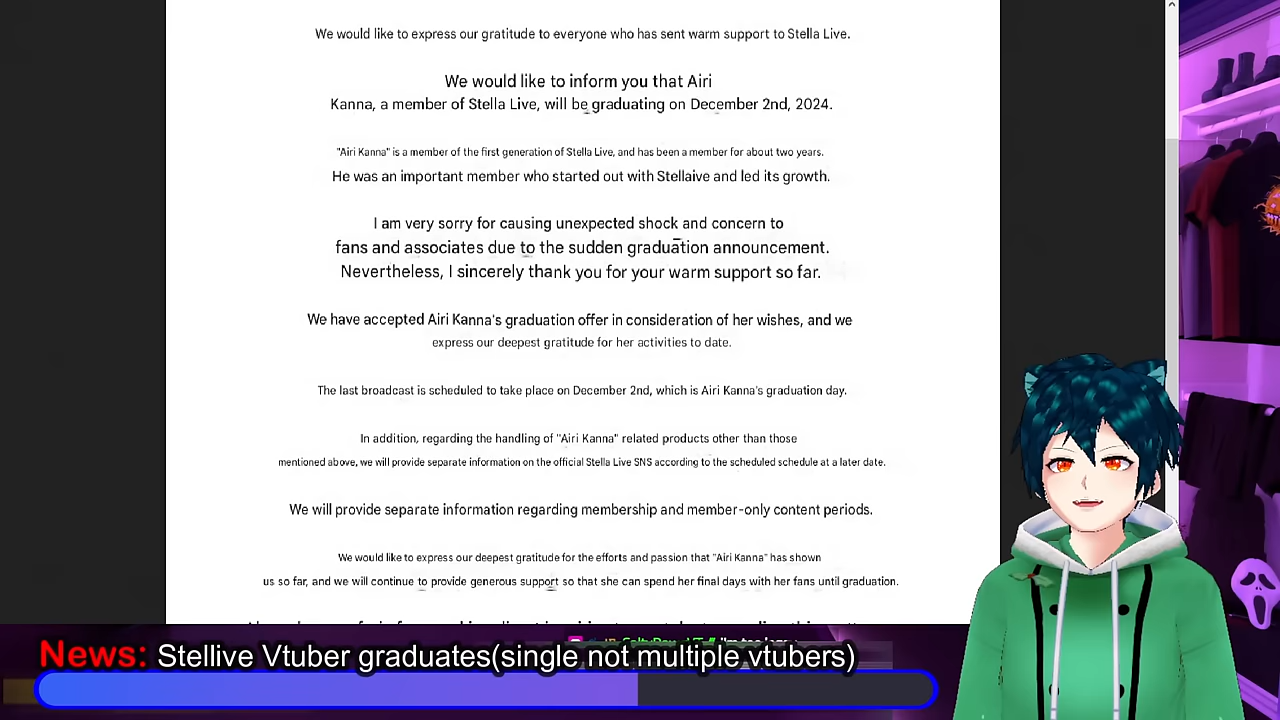 We would like to express our gratitude to everyone who has sent warm support to Stella Live.
We would like to inform you that Airi
Kanna, a member of Stella Live, will be graduating on December 2nd, 2024.
"Airi Kanna" is a member of the first generation of Stella Live, and has been a member for about two years.
He was an important member who started out with Stellaive and led its growth.
I am very sorry for causing unexpected shock and concern to
fans and associates due to the sudden graduation announcement.
Nevertheless, I sincerely thank you for your warm support so far.
We have accepted Airi Kanna's graduation offer in consideration of her wishes, and we
express our deepest gratitude for her activities to date.
The last broadcast is scheduled to take place on December 2nd, which is Airi Kanna's graduation day.
In addition, regarding the handling of "Airi Kanna" related products other than those
mentioned above, we will provide separate information on the official Stella Live SNS according to the scheduled schedule at a later date.
We will provide separate information regarding membership and member-only content periods.
We would like to express our deepest gratitude for the efforts and passion that "Airi Kanna" has shown
us so far, and we will continue to provide generous support so that she can spend her final days with her fans until graduation.
News: Stellive Vtuber graduates(single not multiple vtubers)